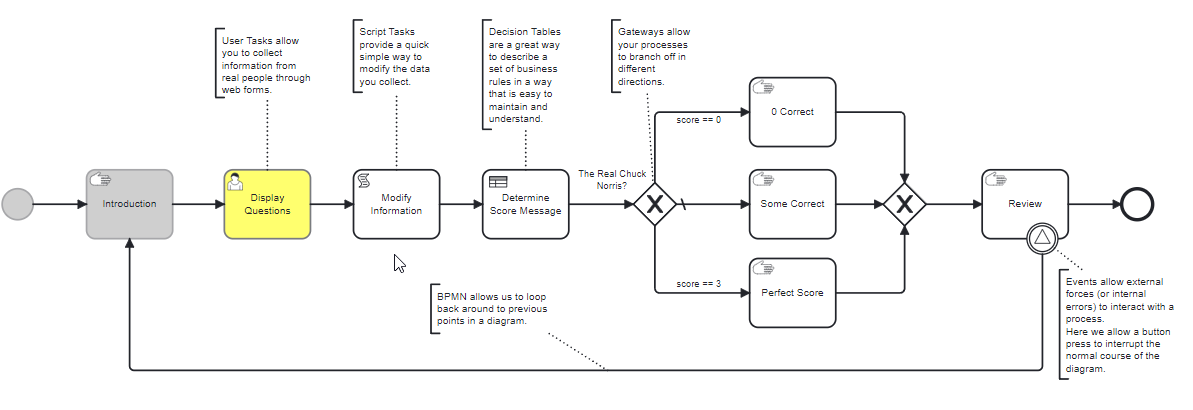 User Tasks allow
you to collect
information from
real people through
web forms.
Script Tasks
provide a quick
simple way to
modify the data
you collect.
Decision Tables
are a great way
to describe a
set of business
rules in a way
that is easy to
maintain and
understand.
Gateways allow
your processes
to branch off in
different
directions.
Introduction
Display
Questions
Modify
Information
Determine
Score Message
The Real Chuck
Norris?
score == 0
0 Correct
Some Correct
score == 3
Perfect Score
Review
BPMN allows us to loop
back around to previous
points in a diagram.
Events allow external
forces (or internal
errors) to interact with a
process.
Here we allow a button
press to interrupt the
normal course of the
diagram.